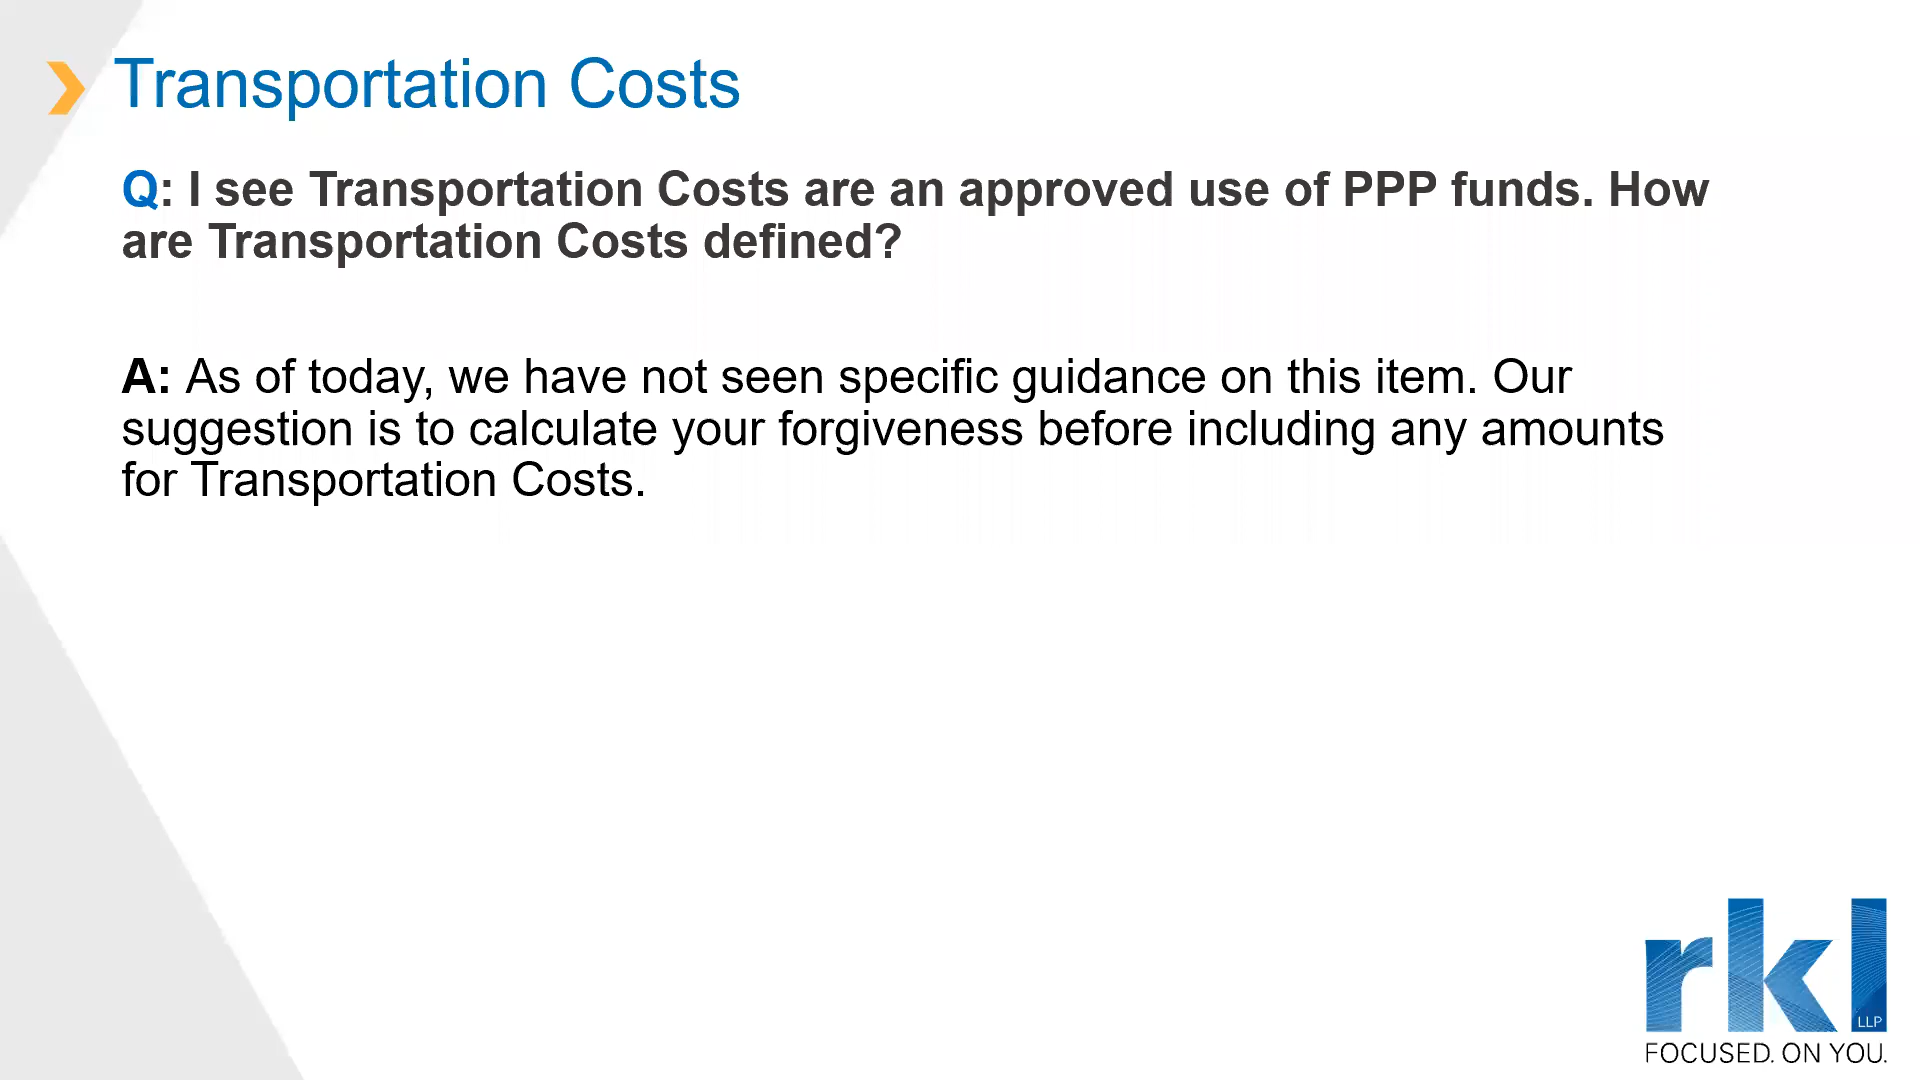 Transportation Costs
Q: I see Transportation Costs are an approved use of PPP funds. How
are Transportation Costs defined?
A: As of today, we have not seen specific guidance on this item. Our
suggestion is to calculate your forgiveness before including any amounts
for Transportation Costs.
rkl
LLP
FOCUSED. ON YOU.